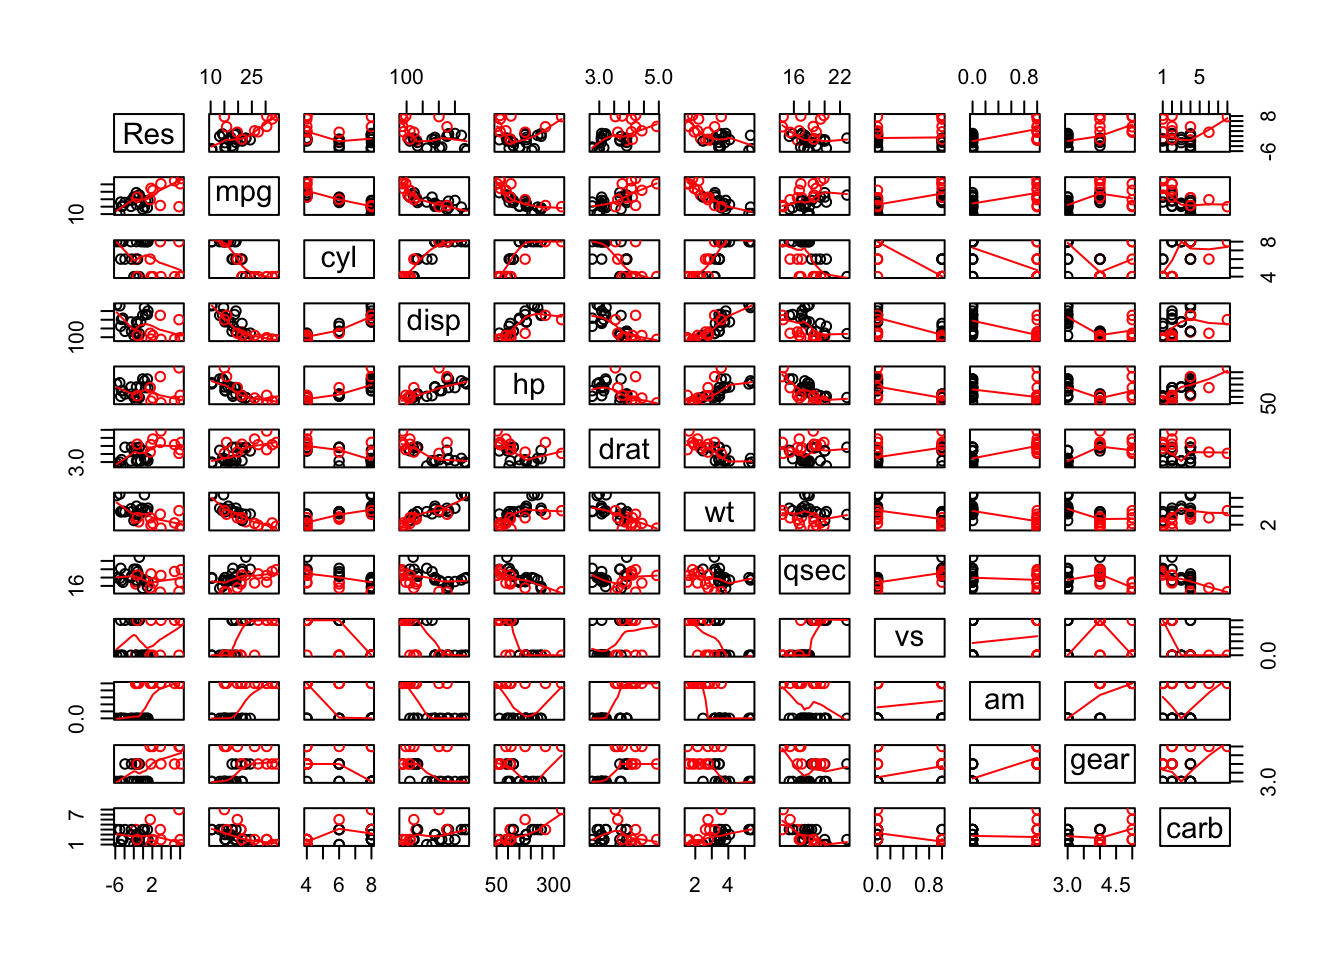 10 25 100 3.0 5.0 16 22 0.0 0.8 1 5
Res 8 -6
10 mpg
cyl 8 4
100 disp
hp 50
3.0 drat
wt 2
16 qsec
vs 0.0
0.0 am
gear 3.0
7 1 carb
-6 2 4 6 8 50 300 2 4 0.0 0.8 3.0 4.5